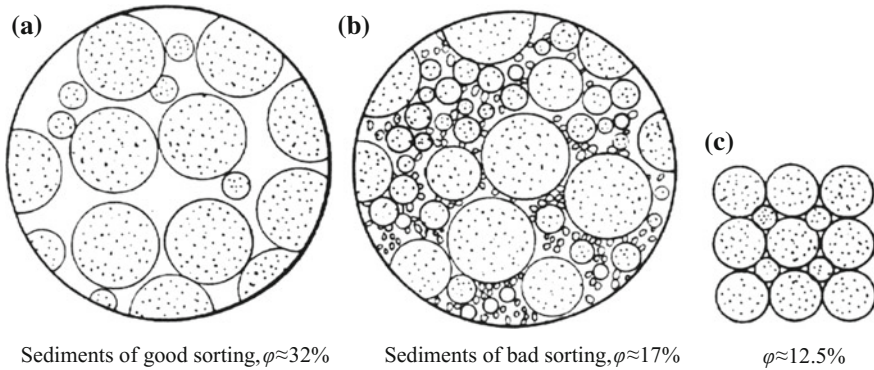 (a)
(b)
(c)
Sediments of good sorting, φ≈32%
Sediments of bad sorting, φ≈17%
φ≈12.5%